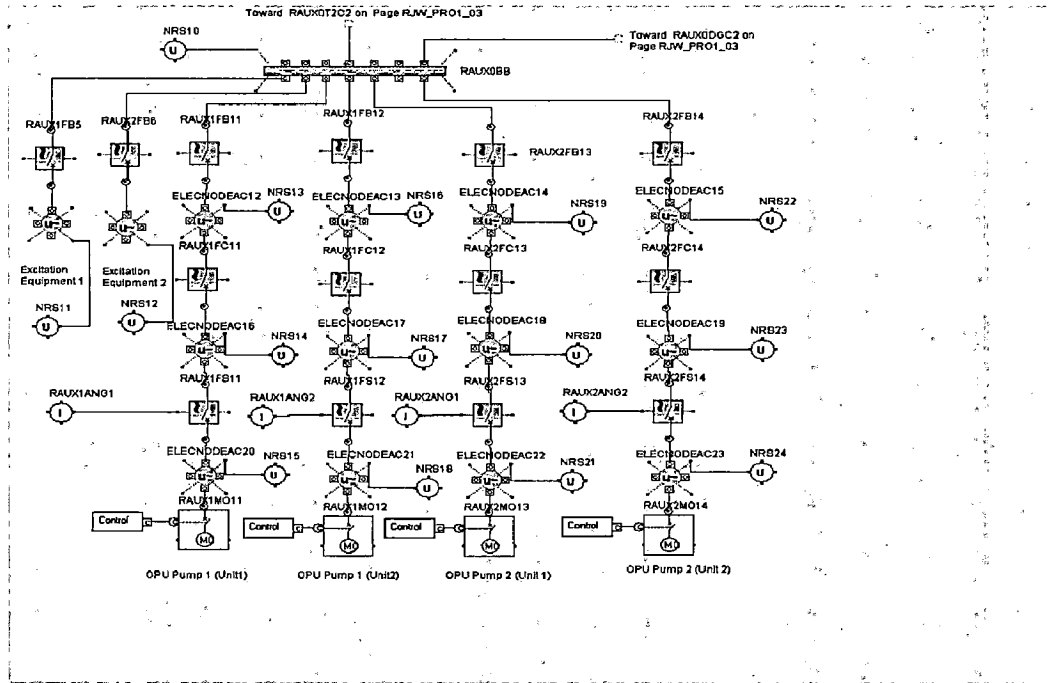 Toward RAUX0T2C2 on Page RJW_PRO1_03
Toward RAUX0DGC2 on
Page RJW_PRO1_03
NRS10
U
RAUX0BB
RAUX1FB5
RAUX2FB6
RAUX1FB11
RAUX1FB12
RAUX2FB13
RAUX2FB14
ELECNODEAC12
NRS13
U
ELECNODEAC13
NRS16
U
ELECNODEAC14
NRS19
U
ELECNODEAC15
NRS22
U
RAUX1FC11
RAUX1FC12
RAUX2FC13
RAUX2FC14
Excitation
Equipment 1
Excitation
Equipment 2
NRS11
U
NRS12
U
ELECNODEAC16
NRS14
U
ELECNODEAC17
NRS17
U
ELECNODEAC18
NRS20
U
ELECNODEAC19
NRS23
U
RAUX1FS11
RAUX1FS12
RAUX2FS13
RAUX2FS14
RAUX1ANG1
I
RAUX1ANG2
I
RAUX2ANG1
I
RAUX2ANG2
I
ELECNODEAC20
NRS15
U
ELECNODEAC21
NRS18
U
ELECNODEAC22
NRS21
U
ELECNODEAC23
NRS24
U
RAUX1MO11
RAUX1MO12
RAUX2MO13
RAUX2MO14
Control
C
C
MC
Control
C
C
MC
Control
C
C
MC
Control
C
C
MC
OPU Pump 1 (Unit1)
OPU Pump 1 (Unit2)
OPU Pump 2 (Unit 1)
OPU Pump 2 (Unit 2)